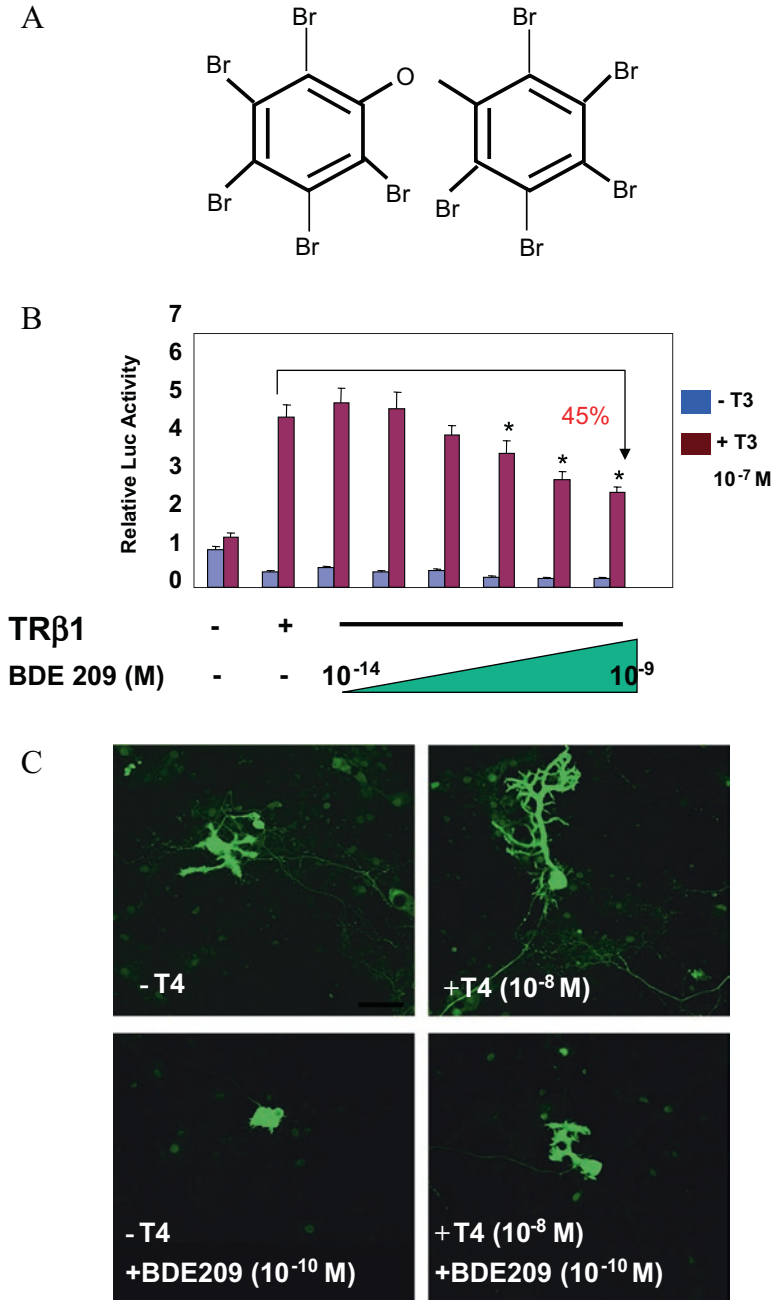 A
Br
Br
O
Br
Br
Br
Br
Br
Br
Br
Br
Br
Br
B
7
6
5
4
3
2
1
0
Relative Luc Activity
45%
*
*
*
- T3
+ T3
10-7 M
TRβ1 - +
BDE 209 (M) - - 10-14 10-9
C
- T4
+T4 (10-8 M)
- T4
+BDE209 (10-10 M)
+T4 (10-8 M)
+BDE209 (10-10 M)